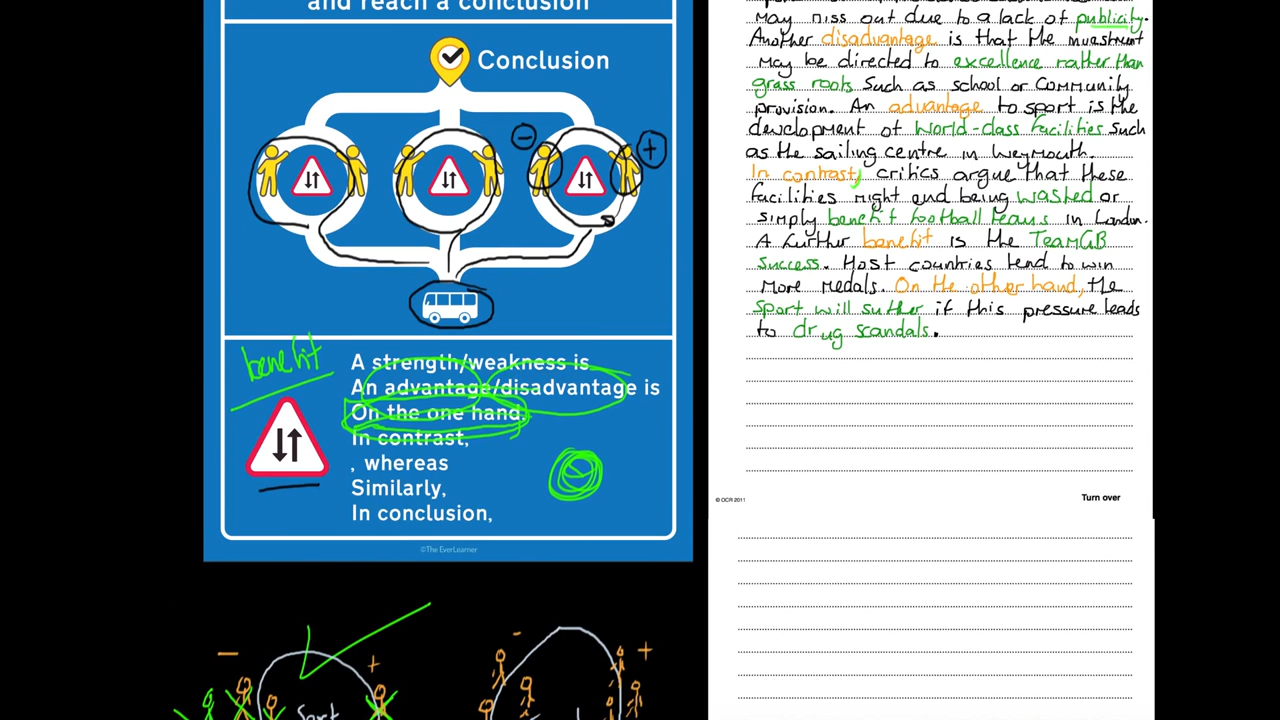 and reach a conclusion
Conclusion
−
+
benefit
A strength/weakness is
An advantage/disadvantage is
On the one hand,
In contrast,
, whereas
Similarly,
In conclusion,
©The EverLearner
−
+
Sport
-
+
may miss out due to a lack of publicity.
Another disadvantage is that the investment
may be directed to excellence rather than
grass roots such as school or community
provision. An advantage to sport is the
development of world-class facilities such
as the sailing centre in Weymouth.
In contrast, critics argue that these
facilities might end being wasted or
simply benefit football teams in London.
A further benefit is the TeamGB
success. Host countries tend to win
more medals. On the other hand, the
sport will suffer if this pressure leads
to drug scandals.
© OCR 2011
Turn over